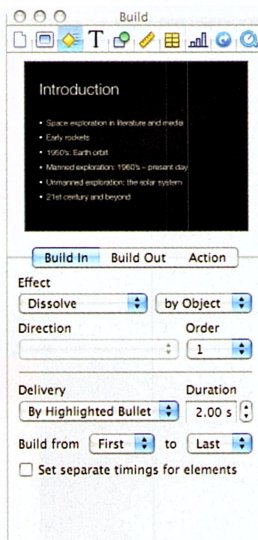 Build
T
Introduction
• Space exploration in literature and media
• Early rockets
• 1950's: Earth orbit
• Manned exploration: 1960's – present day
• Unmanned exploration: the solar system
• 21st century and beyond
Build In Build Out Action
Effect
Dissolve by Object
Direction Order
1
Delivery Duration
By Highlighted Bullet 2.00 s
Build from First to Last
Set separate timings for elements